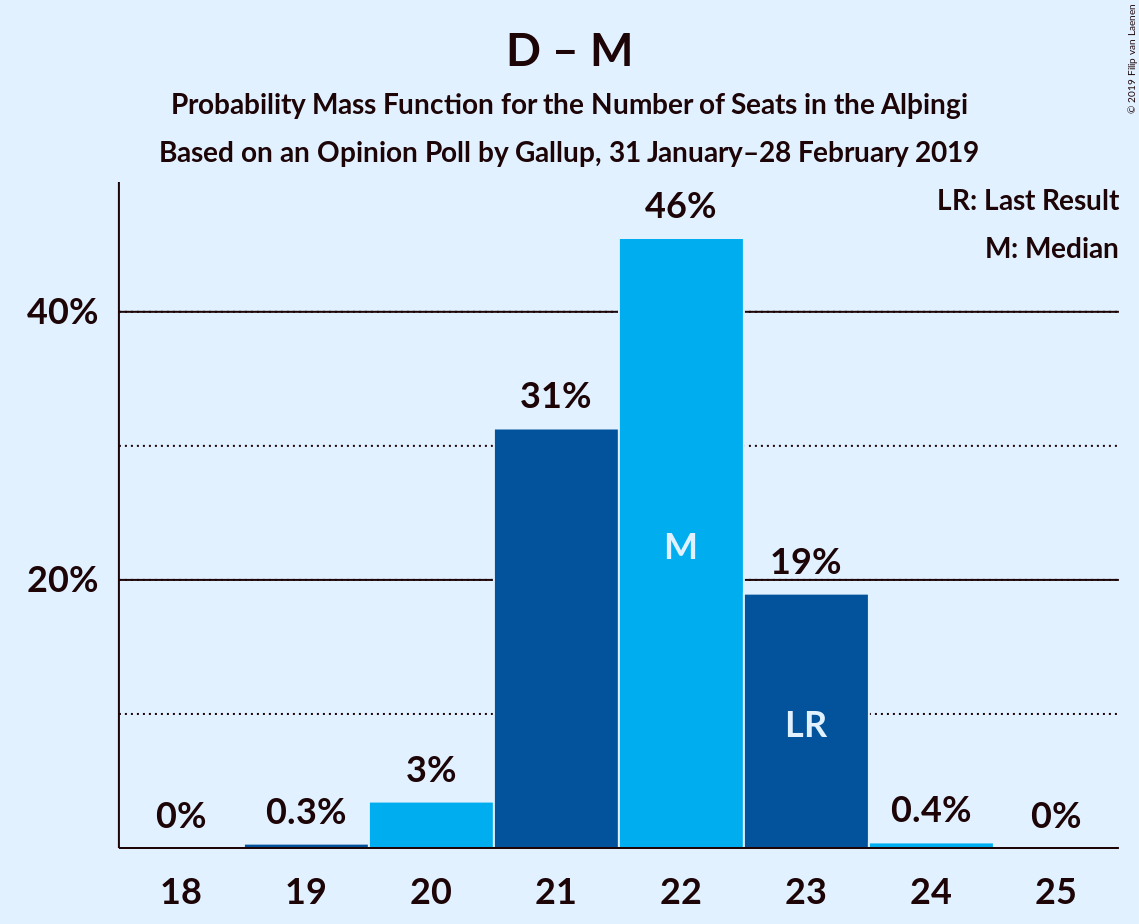 D – M
Probability Mass Function for the Number of Seats in the Alþingi
Based on an Opinion Poll by Gallup, 31 January–28 February 2019
© 2019 Filip van Laenen
LR: Last Result
M: Median
46%
40%
31%
M
20%
19%
LR
3%
0%
0.3%
0.4%
0%
18 19 20 21 22 23 24 25